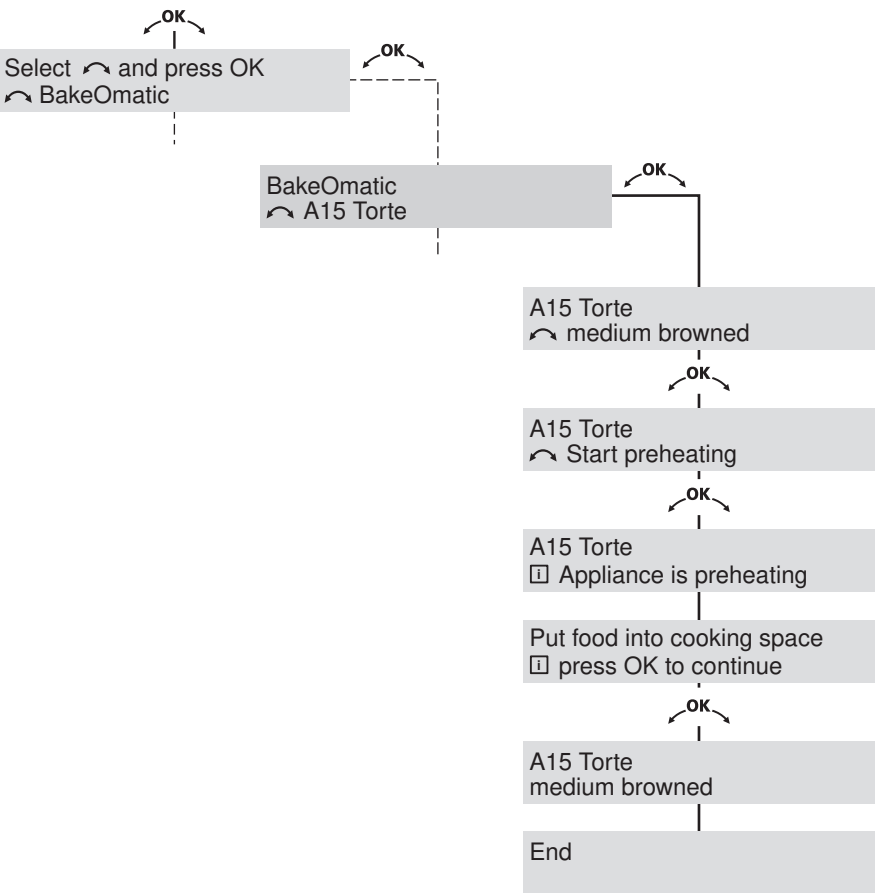 OK
Select and press OK
BakeOmatic
OK
BakeOmatic
A15 Torte
OK
A15 Torte
medium browned
OK
A15 Torte
Start preheating
OK
A15 Torte
i Appliance is preheating
Put food into cooking space
i press OK to continue
OK
A15 Torte
medium browned
End